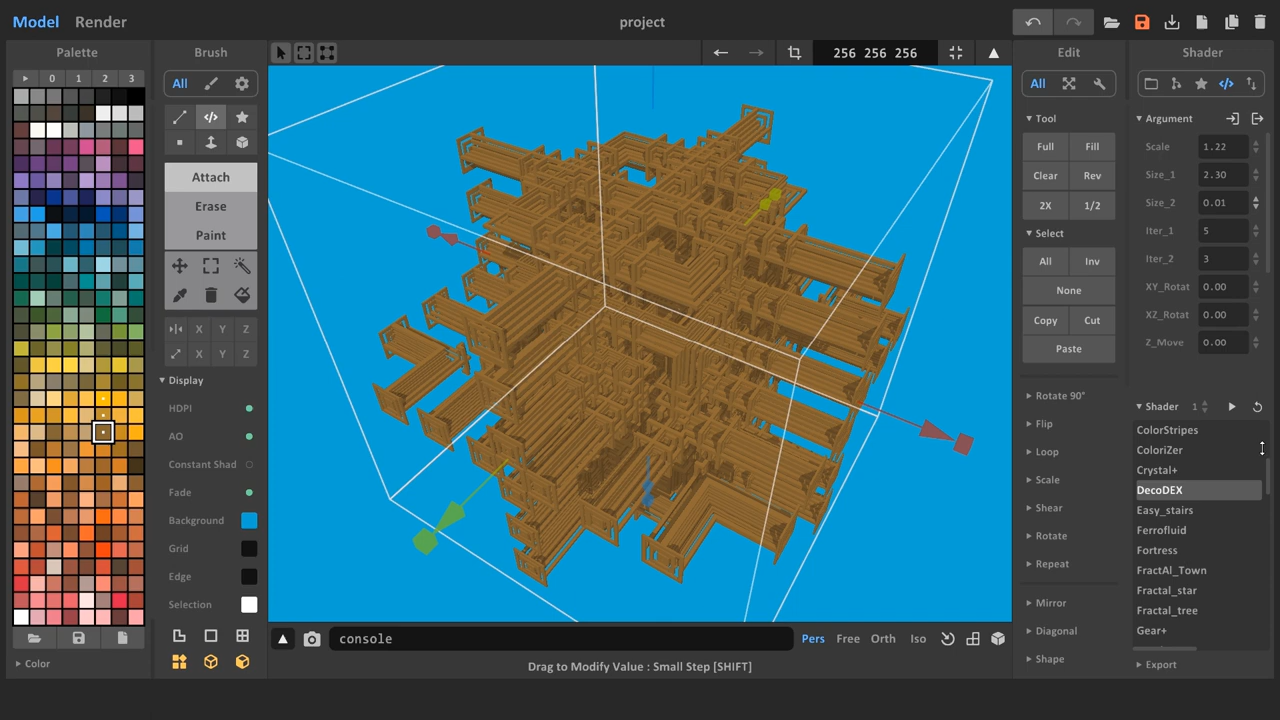 Model Render project
Palette Brush 256 256 256 Edit Shader
0 1 2 3 All All
Argument
Tool
Full Fill
Clear Rev
2X 1/2
Select
All Inv
None
Copy Cut
Paste
Rotate 90°
Flip
Loop
Scale
Shear
Rotate
Repeat
Mirror
Diagonal
Shape
Attach
Erase
Paint
X Y Z
X Y Z
Display
HDPI
AO
Constant Shad
Fade
Background
Grid
Edge
Selection
Color
Scale 1.22
Size_1 2.30
Size_2 0.01
Iter_1 5
Iter_2 3
XY_Rotat 0.00
XZ_Rotat 0.00
Z_Move 0.00
Shader 1
ColorStripes
ColoriZer
Crystal+
DecoDEX
Easy_stairs
Ferrofluid
Fortress
FractAl_Town
Fractal_star
Fractal_tree
Gear+
Export
console Pers Free Orth Iso
Drag to Modify Value : Small Step [SHIFT]